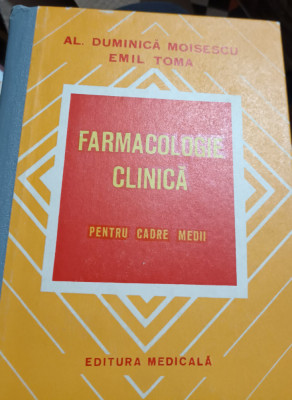 AL. DUMINICĂ MOISESCU
EMIL TOMA
FARMACOLOGIE
CLINICĂ
PENTRU CADRE MEDII
EDITURA MEDICALĂ